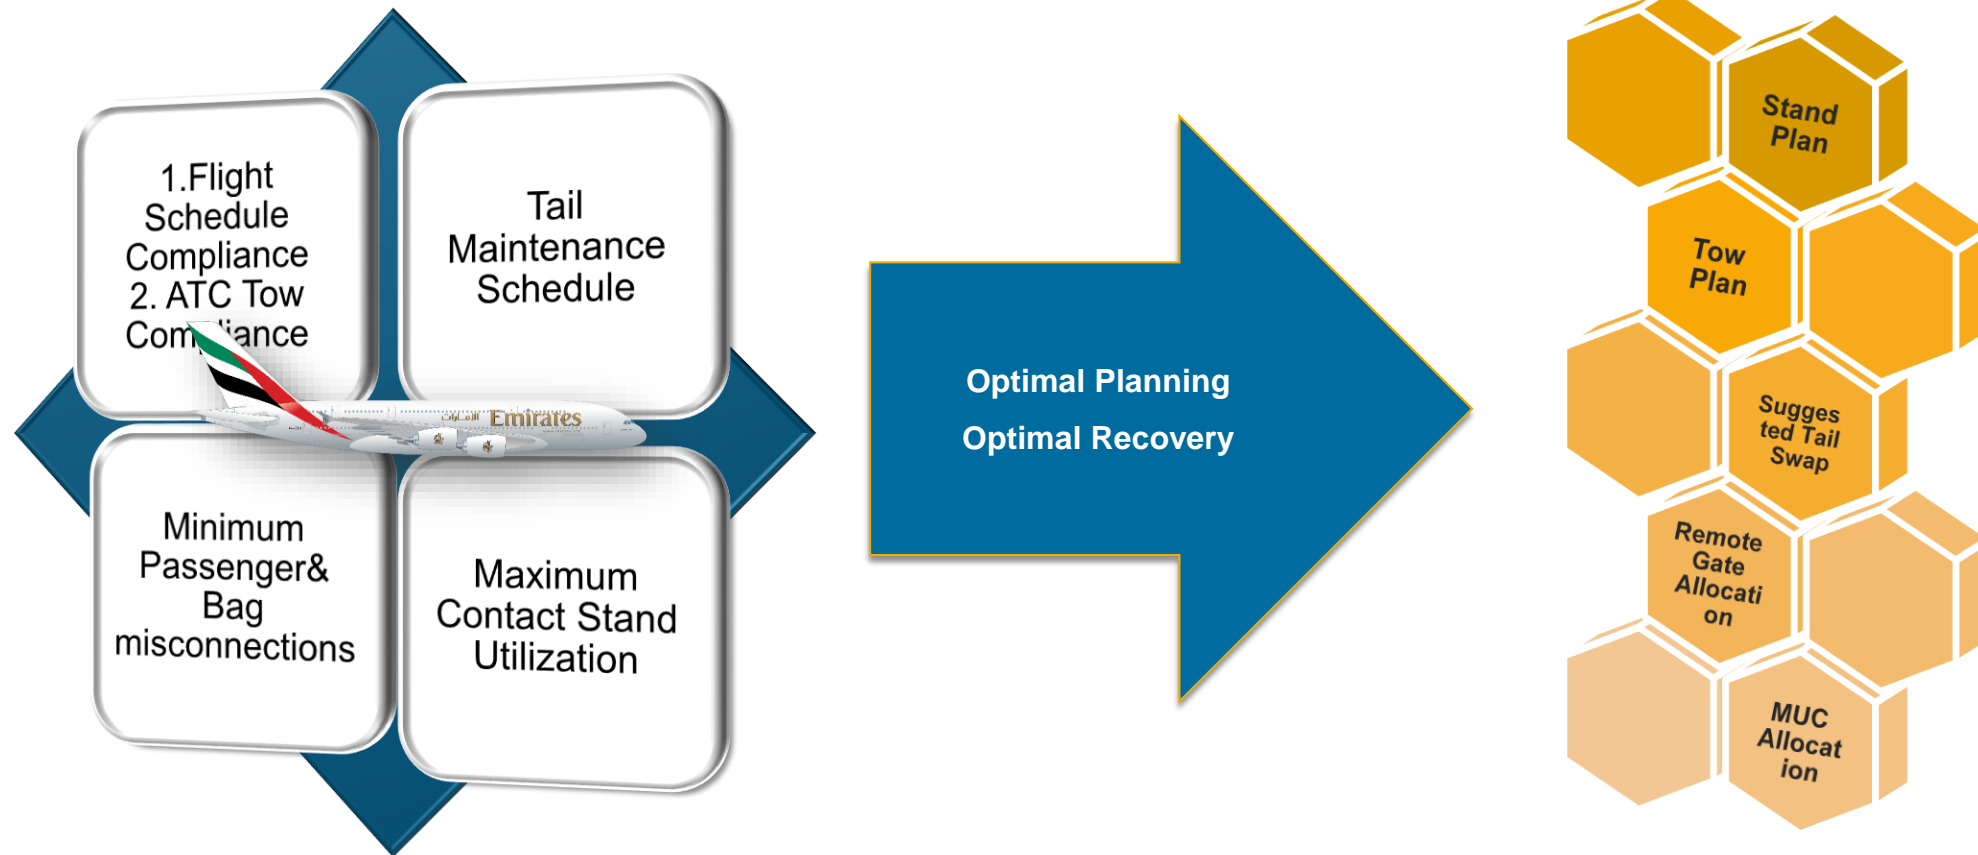 1.Flight
Schedule
Compliance
2. ATC Tow
Compliance
Tail
Maintenance
Schedule
الإمارات Emirates
Minimum
Passenger&
Bag
misconnections
Maximum
Contact Stand
Utilization
Optimal Planning
Optimal Recovery
Stand
Plan
Tow
Plan
Sugges
ted Tail
Swap
Remote
Gate
Allocati
on
MUC
Allocat
ion